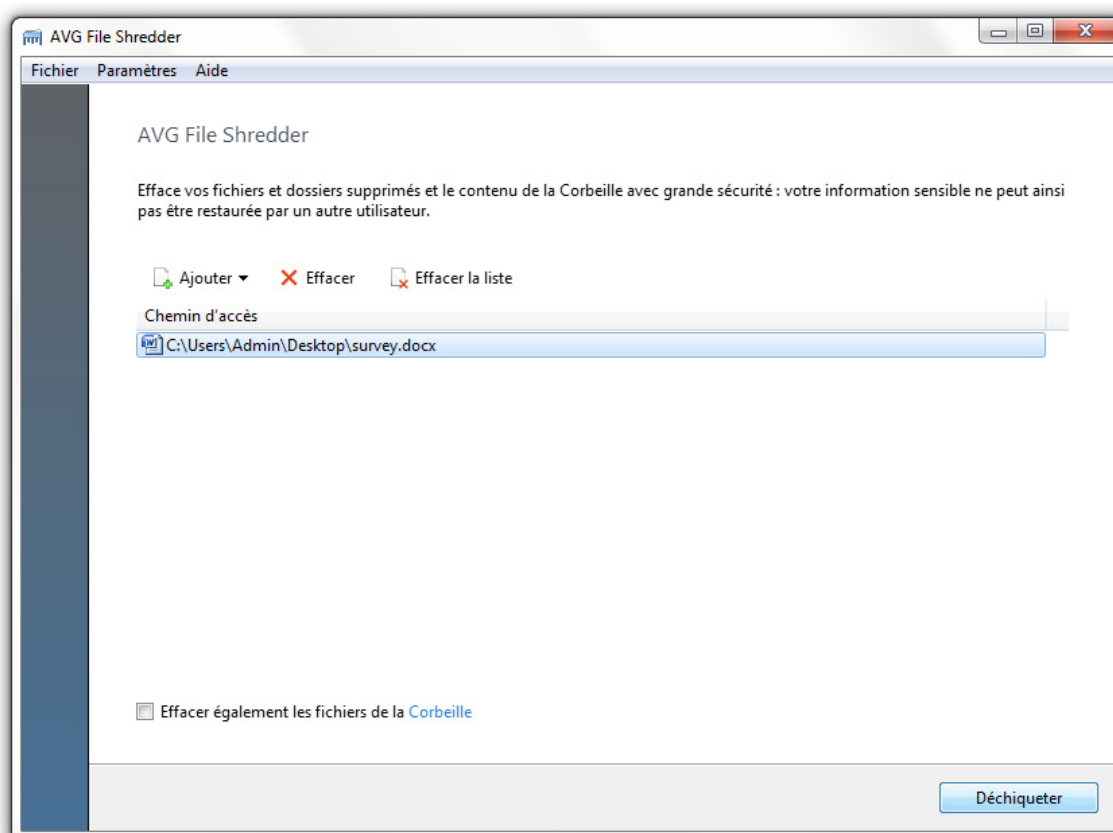 AVG File Shredder
Fichier Paramètres Aide
AVG File Shredder
Efface vos fichiers et dossiers supprimés et le contenu de la Corbeille avec grande sécurité : votre information sensible ne peut ainsi
pas être restaurée par un autre utilisateur.
Ajouter Effacer Effacer la liste
Chemin d'accès
C:\Users\Admin\Desktop\survey.docx
Effacer également les fichiers de la Corbeille
Déchiqueter